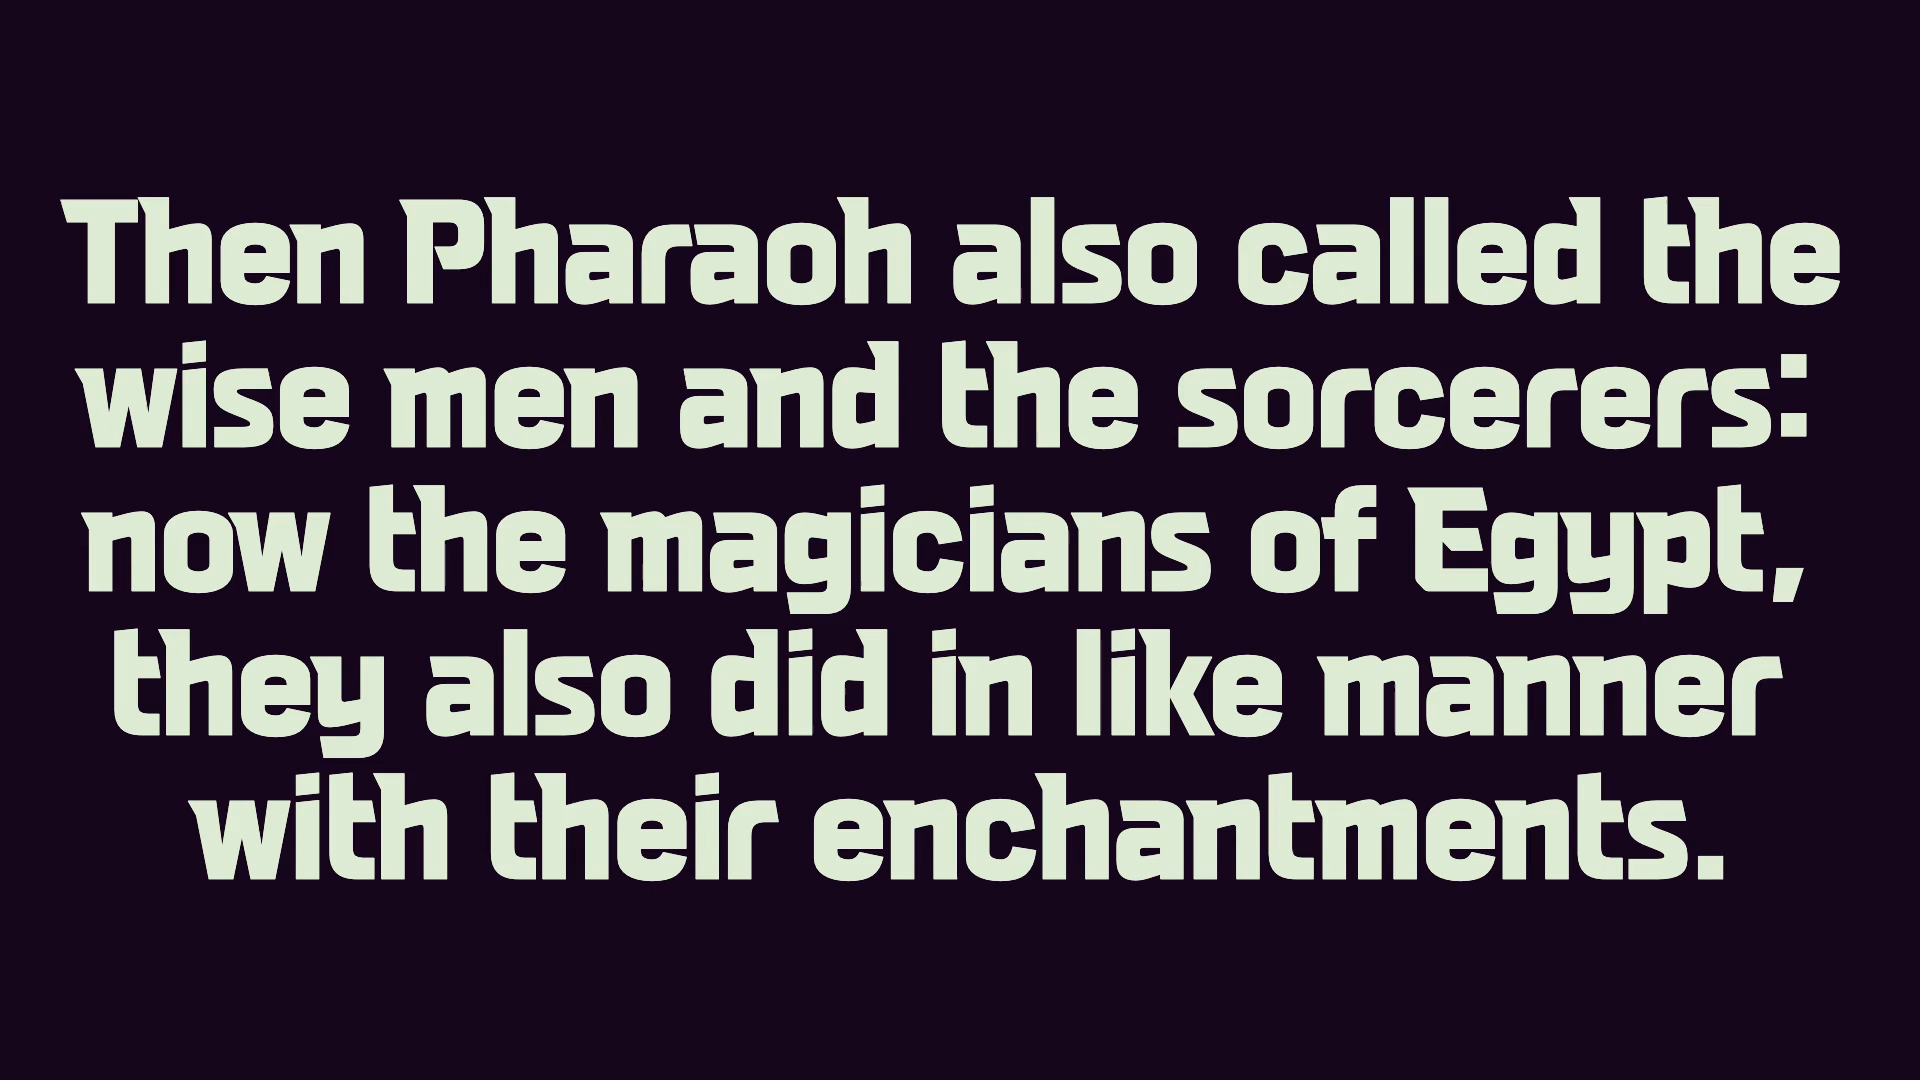 Then Pharaoh also called the
wise men and the sorcerers:
now the magicians of Egypt,
they also did in like manner
with their enchantments.